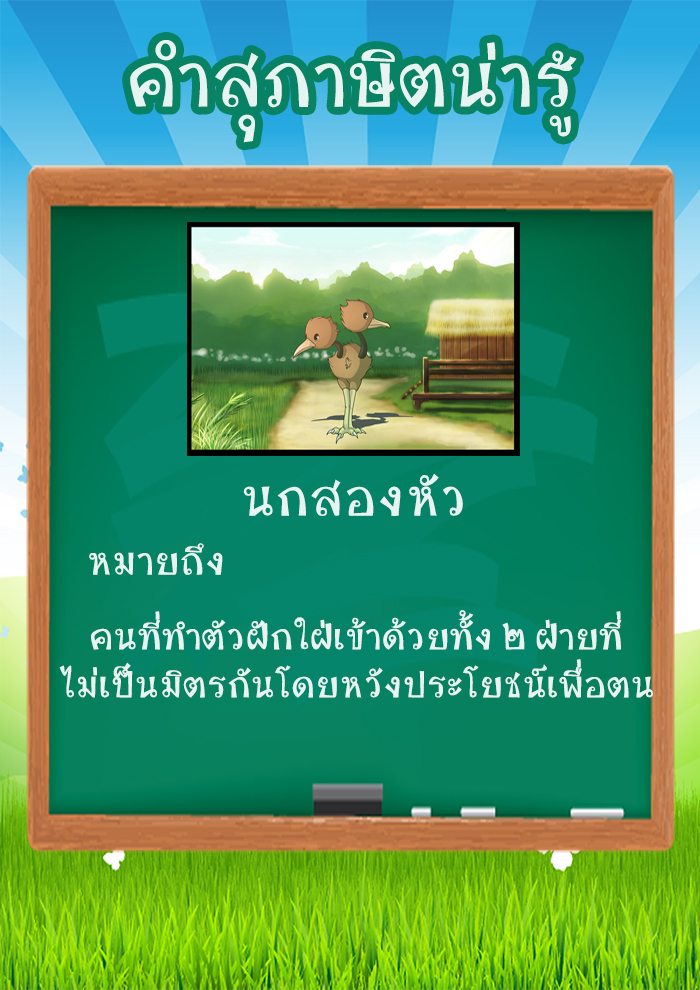 คำสุภาษิตน่ารู้
นกสองหัว
หมายถึง
คนที่ทำตัวฝักใฝ่เข้าด้วยทั้ง ๒ ฝ่ายที่
ไม่เป็นมิตรกันโดยหวังประโยชน์เพื่อตน